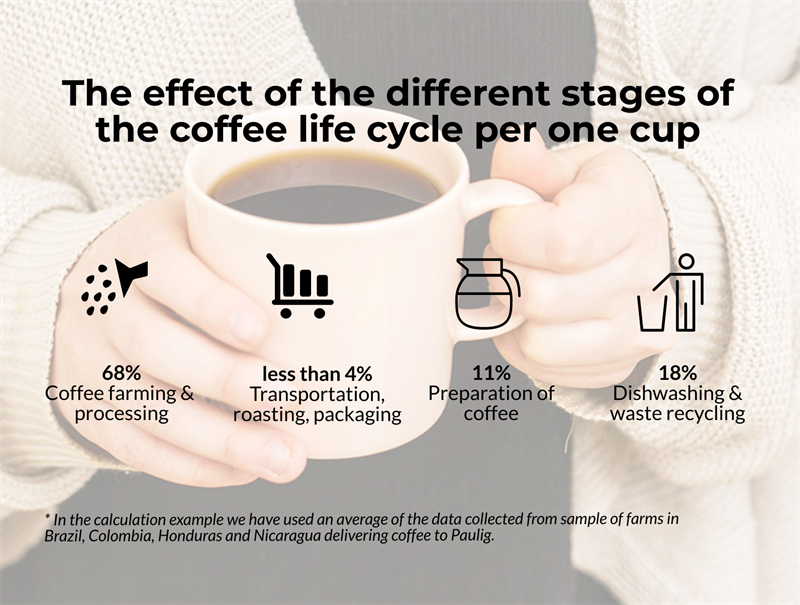 The effect of the different stages of
the coffee life cycle per one cup
68%
Coffee farming &
processing
less than 4%
Transportation,
roasting, packaging
11%
Preparation of
coffee
18%
Dishwashing &
waste recycling
* In the calculation example we have used an average of the data collected from sample of farms in
Brazil, Colombia, Honduras and Nicaragua delivering coffee to Paulig.